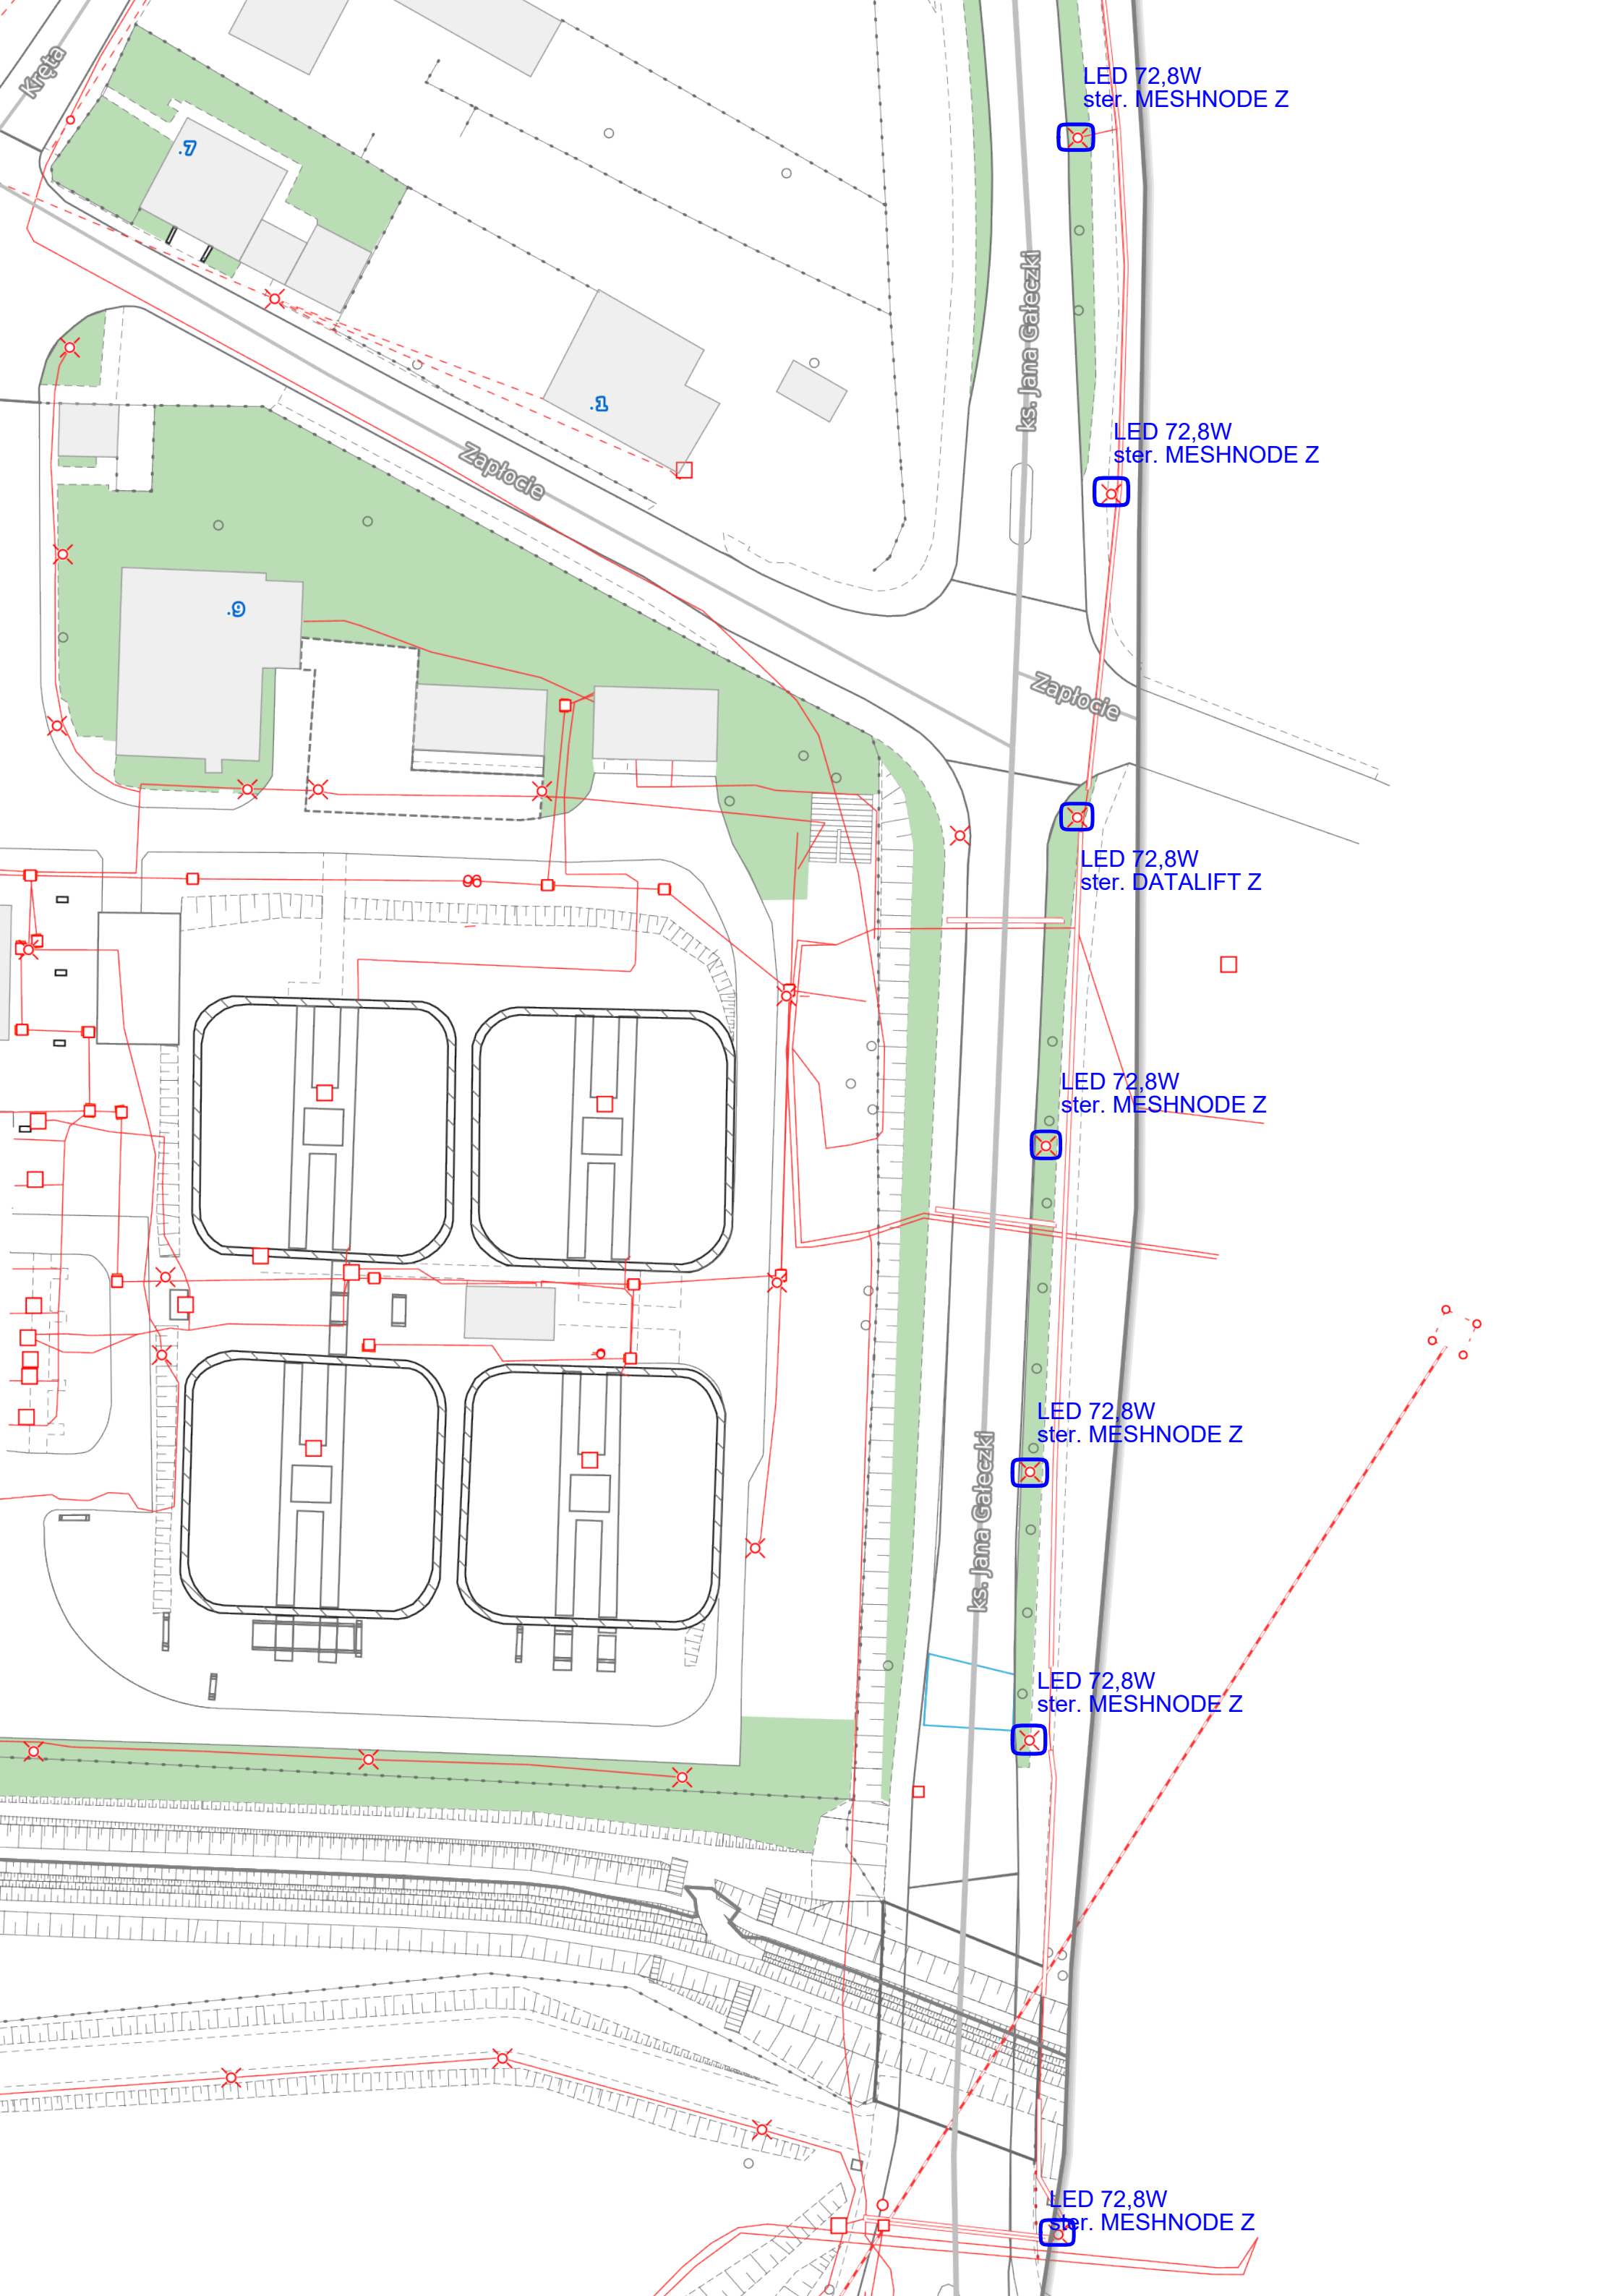 LED 72,8W
ster. MESHNODE Z
Kręta
.7
ks. Jana Gałeczki
.1
LED 72,8W
ster. MESHNODE Z
Zapłocie
.9
Zapłocie
LED 72,8W
ster. DATALIFT Z
LED 72,8W
ster. MESHNODE Z
LED 72,8W
ster. MESHNODE Z
ks. Jana Gałeczki
LED 72,8W
ster. MESHNODE Z
LED 72,8W
ster. MESHNODE Z